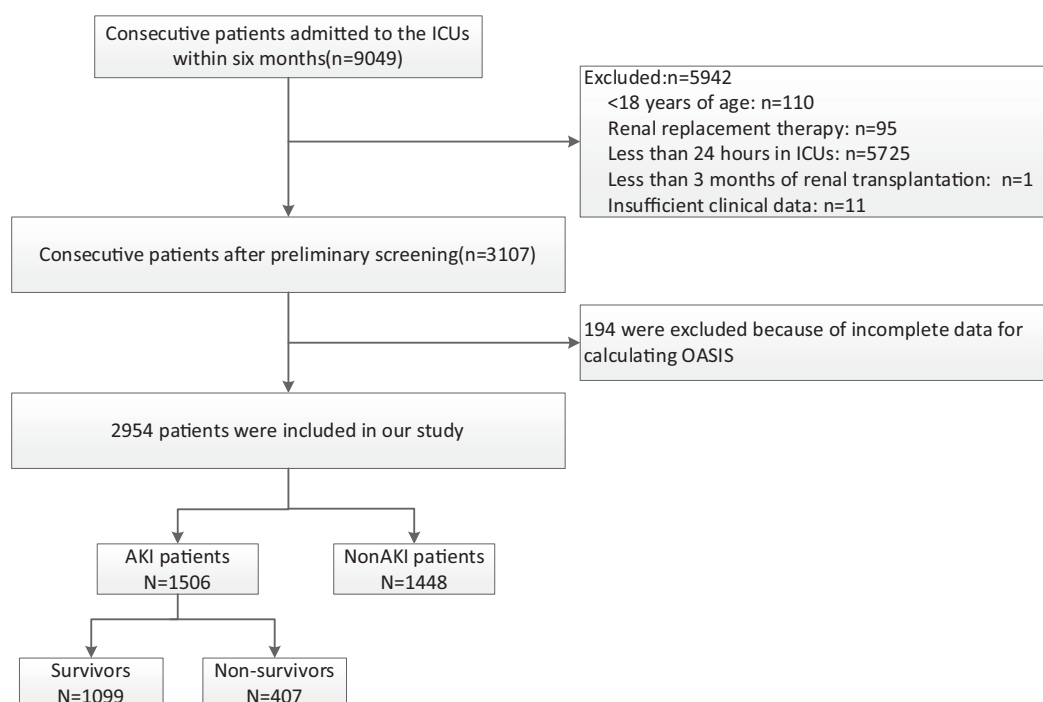 Consecutive patients admitted to the ICUs
within six months(n=9049)
Excluded:n=5942
<18 years of age: n=110
Renal replacement therapy: n=95
Less than 24 hours in ICUs: n=5725
Less than 3 months of renal transplantation: n=1
Insufficient clinical data: n=11
Consecutive patients after preliminary screening(n=3107)
194 were excluded because of incomplete data for
calculating OASIS
2954 patients were included in our study
AKI patients
N=1506
NonAKI patients
N=1448
Survivors
N=1099
Non-survivors
N=407